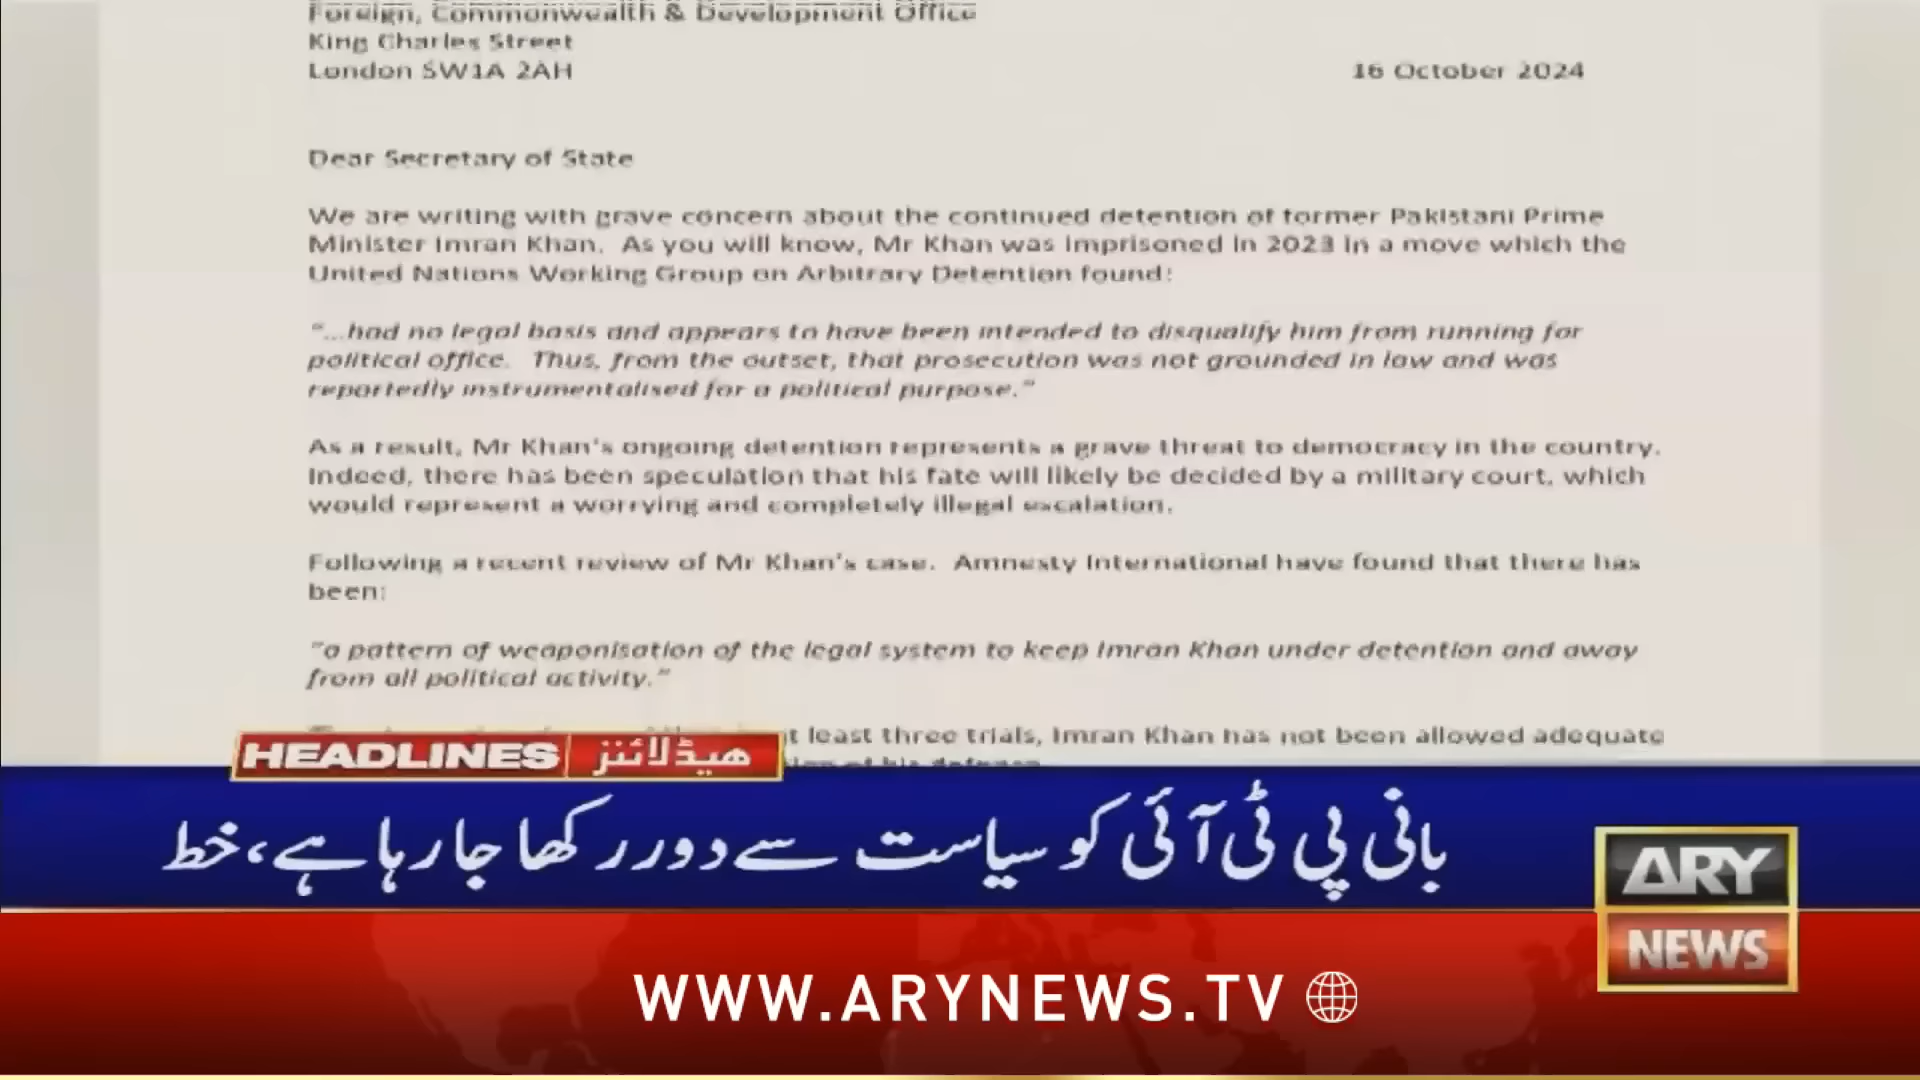 Foreign, Commonwealth & Development Office
King Charles Street
London SW1A 2AH
16 October 2024
Dear Secretary of State
We are writing with grave concern about the continued detention of former Pakistani Prime
Minister Imran Khan. As you will know, Mr Khan was imprisoned in 2023 in a move which the
United Nations Working Group on Arbitrary Detention found:
"...had no legal basis and appears to have been intended to disqualify him from running for
political office. Thus, from the outset, that prosecution was not grounded in law and was
reportedly instrumentalised for a political purpose."
As a result, Mr Khan's ongoing detention represents a grave threat to democracy in the country.
Indeed, there has been speculation that his fate will likely be decided by a military court, which
would represent a worrying and completely illegal escalation.
Following a recent review of Mr Khan's case. Amnesty International have found that there has
been:
"a pattern of weaponisation of the legal system to keep Imran Khan under detention and away
from all political activity."
least three trials, Imran Khan has not been allowed adequate
of his defence
HEADLINES ہیڈلائنز
بانی پی ٹی آئی کو سیاست سے دور رکھا جا رہا ہے، خط
ARY
NEWS
WWW.ARYNEWS.TV